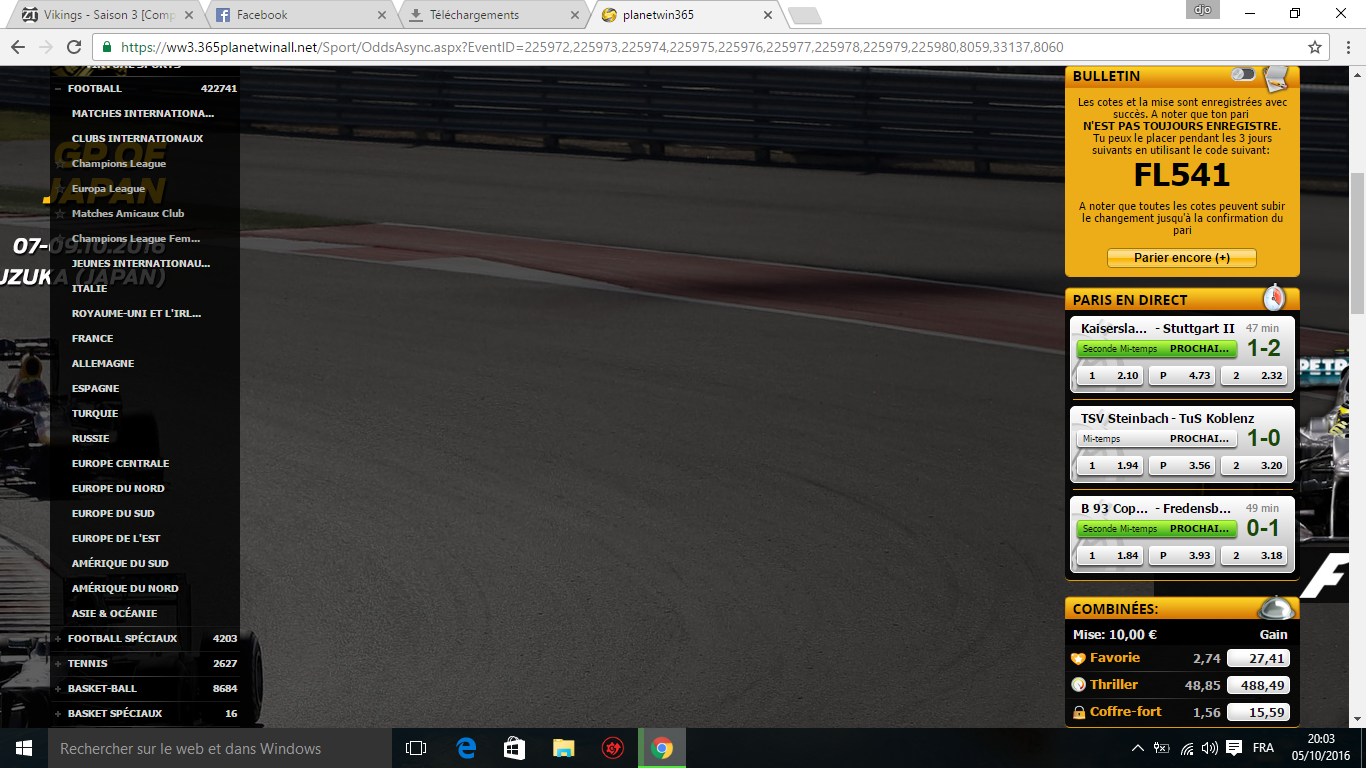 Vikings - Saison 3 [Comp
Facebook
Téléchargements
planetwin365
djo
https://ww3.365planetwinall.net/Sport/OddsAsync.aspx?EventID=225972,225973,225974,225975,225976,225977,225978,225979,225980,8059,33137,8060
FOOTBALL 422741
MATCHES INTERNATIONA...
CLUBS INTERNATIONAUX
Champions League
Europa League
Matches Amicaux Club
Champions League Fem...
JEUNES INTERNATIONAU...
ITALIE
ROYAUME-UNI ET L'IRL...
FRANCE
ALLEMAGNE
ESPAGNE
TURQUIE
RUSSIE
EUROPE CENTRALE
EUROPE DU NORD
EUROPE DU SUD
EUROPE DE L'EST
AMÉRIQUE DU SUD
AMÉRIQUE DU NORD
ASIE & OCÉANIE
FOOTBALL SPÉCIAUX 4203
TENNIS 2627
BASKET-BALL 8684
BASKET SPÉCIAUX 16
GP OF
JAPAN
07-09.10.2016
UZUKA (JAPAN)
BULLETIN
Les cotes et la mise sont enregistrées avec
succès. A noter que ton pari
N'EST PAS TOUJOURS ENREGISTRE.
Tu peux le placer pendant les 3 jours
suivants en utilisant le code suivant:
FL541
A noter que toutes les cotes peuvent subir
le changement jusqu'à la confirmation du
pari
Parier encore (+)
PARIS EN DIRECT
Kaisersla... - Stuttgart II 47 min
Seconde Mi-temps PROCHAI... 1-2
1 2.10 P 4.73 2 2.32
TSV Steinbach - TuS Koblenz
Mi-temps PROCHAI... 1-0
1 1.94 P 3.56 2 3.20
B 93 Cop... - Fredensb... 49 min
Seconde Mi-temps PROCHAI... 0-1
1 1.84 P 3.93 2 3.18
COMBINÉES:
Mise: 10,00 € Gain
Favorie 2,74 27,41
Thriller 48,85 488,49
Coffre-fort 1,56 15,59
Rechercher sur le web et dans Windows
FRA
20:03
05/10/2016